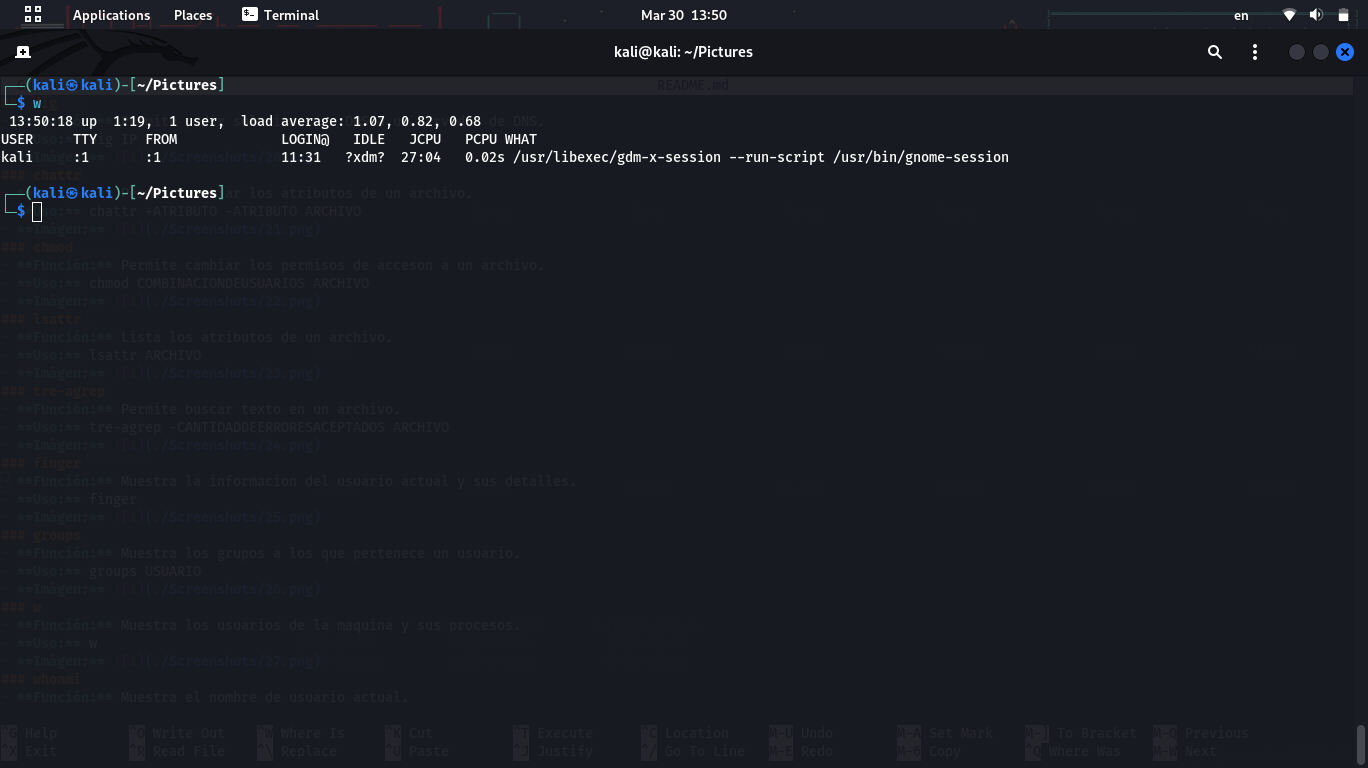 Applications Places Terminal Mar 30 13:50 en
kali@kali: ~/Pictures
README.md
(kali㉿kali)-[~/Pictures]
$ w
13:50:18 up 1:19, 1 user, load average: 1.07, 0.82, 0.68
de DNS.
USER TTY FROM LOGIN@ IDLE JCPU PCPU WHAT
kali :1 :1 11:31 ?xdm? 27:04 0.02s /usr/libexec/gdm-x-session --run-script /usr/bin/gnome-session
### chattr
(kali㉿kali)-[~/Pictures]
ar los atributos de un archivo.
$
Uso:** chattr +ATRIBUTO -ATRIBUTO ARCHIVO
- **Imagen:** ![1](./Screenshots/21.png)
### chmod
- **Función:** Permite cambiar los permisos de acceson a un archivo.
- **Uso:** chmod COMBINACIONDEUSUARIOS ARCHIVO
- **Imagen:** ![1](./Screenshots/22.png)
### lsattr
- **Función:** Lista los atributos de un archivo.
- **Uso:** lsattr ARCHIVO
- **Imagen:** ![1](./Screenshots/23.png)
### tre-agrep
- **Función:** Permite buscar texto en un archivo.
- **Uso:** tre-agrep -CANTIDADDEERRORESACEPTADOS ARCHIVO
- **Imagen:** ![1](./Screenshots/24.png)
### finger
- **Función:** Muestra la informacion del usuario actual y sus detalles.
- **Uso:** finger
- **Imagen:** ![1](./Screenshots/25.png)
### groups
- **Función:** Muestra los grupos a los que pertenece un usuario.
- **Uso:** groups USUARIO
- **Imagen:** ![1](./Screenshots/26.png)
### w
- **Función:** Muestra los usuarios de la maquina y sus procesos.
- **Uso:** w
- **Imagen:** ![1](./Screenshots/27.png)
### whoami
- **Función:** Muestra el nombre de usuario actual.
^G Help ^O Write Out ^W Where Is ^K Cut ^T Execute ^C Location M-U Undo M-A Set Mark M-] To Bracket M-Q Previous
^X Exit ^R Read File ^\ Replace ^U Paste ^J Justify ^/ Go To Line M-E Redo M-6 Copy ^Q Where Was M-W Next